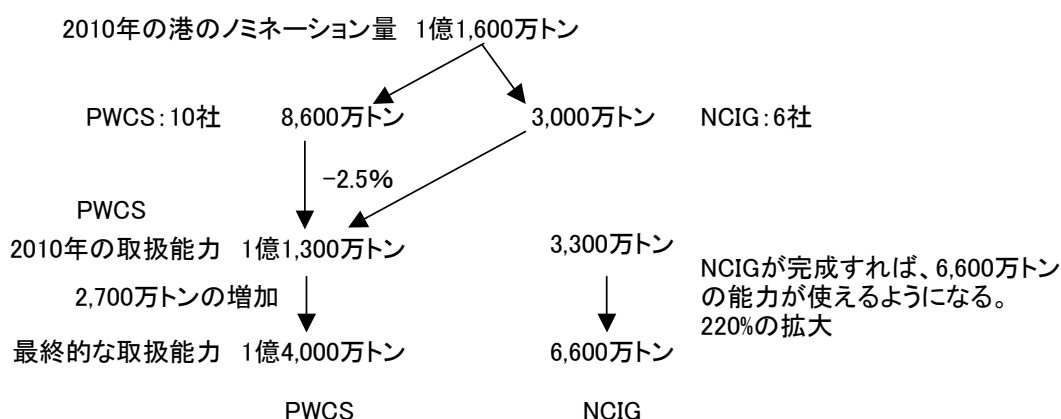 2010年の港のノミネーション量 1億1,600万トン
PWCS:10社 8,600万トン 3,000万トン NCIG:6社
-2.5%
PWCS
2010年の取扱能力 1億1,300万トン 3,300万トン
2,700万トンの増加
NCIGが完成すれば、6,600万トン
の能力が使えるようになる。
220%の拡大
最終的な取扱能力 1億4,000万トン 6,600万トン
PWCS NCIG